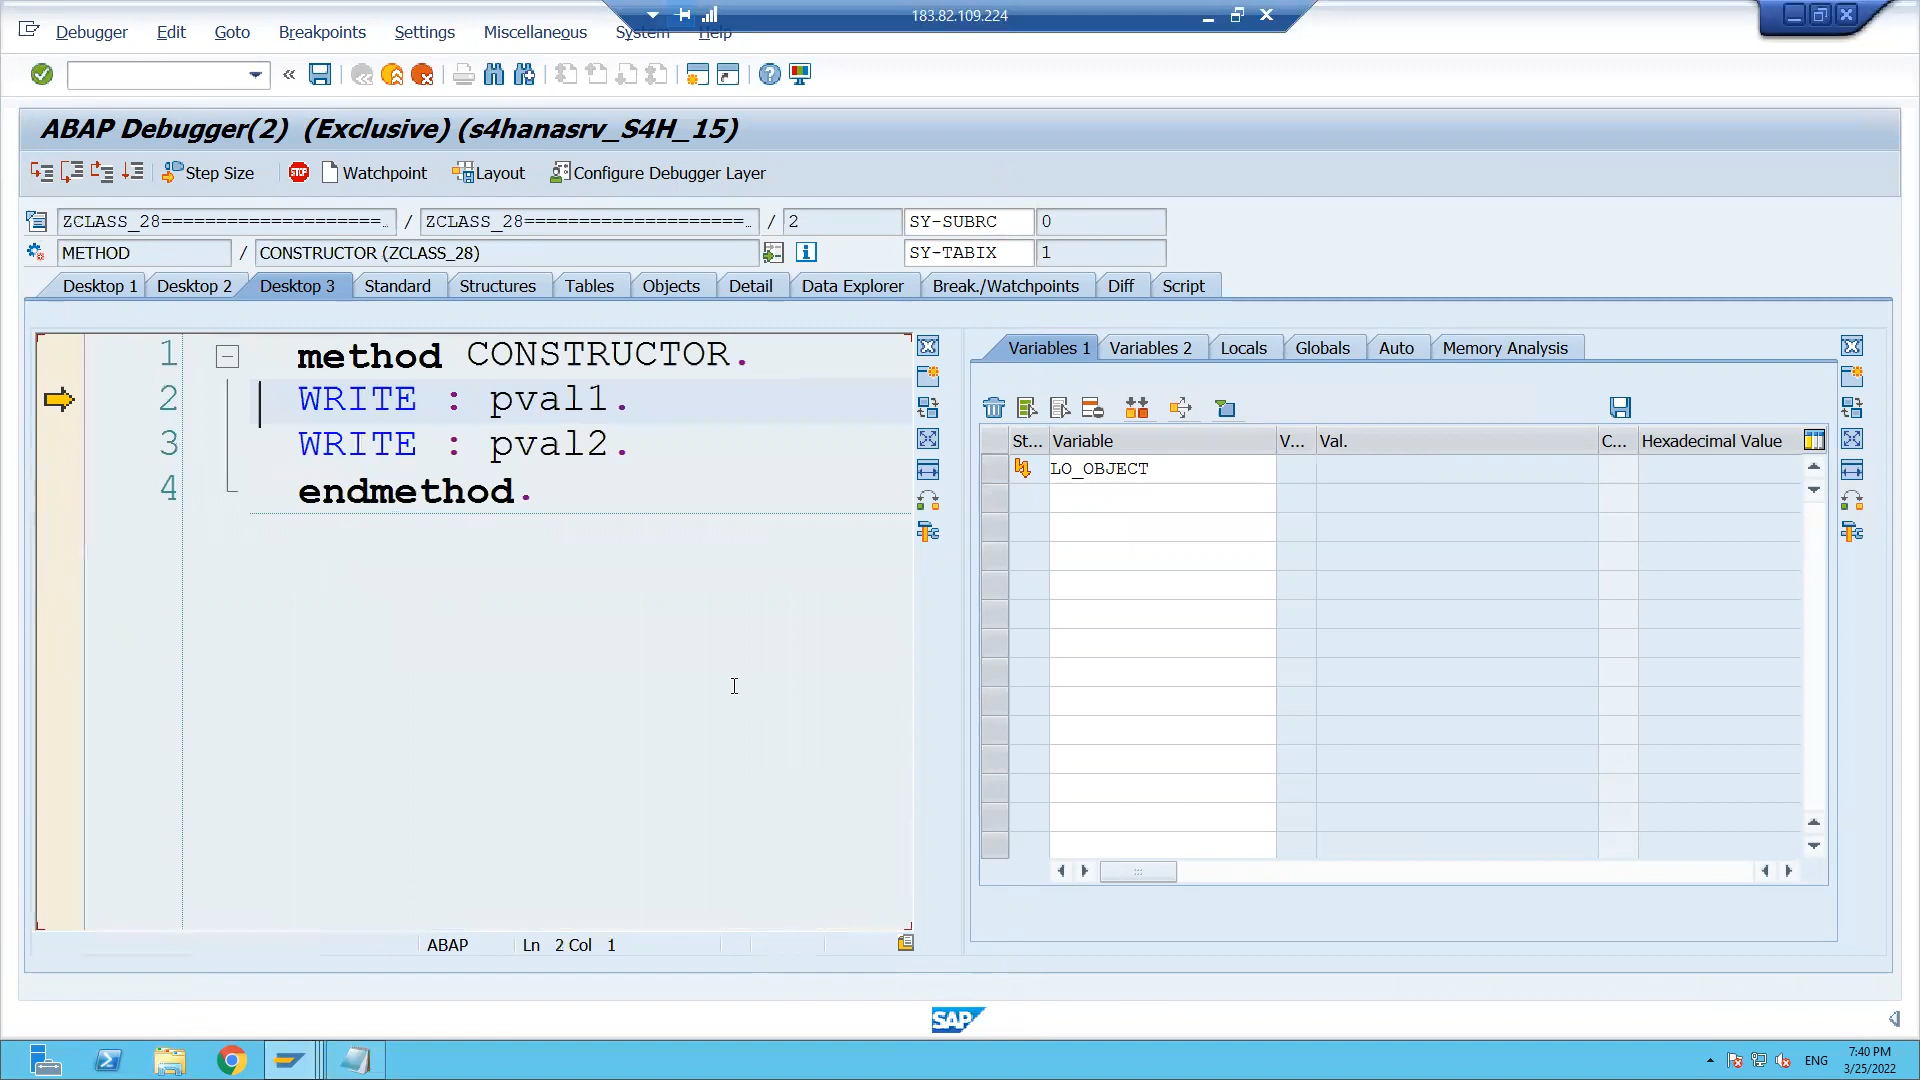 183.82.109.224
Debugger Edit Goto Breakpoints Settings Miscellaneous System Help
ABAP Debugger(2) (Exclusive) (s4hanasrv_S4H_15)
Step Size STOP Watchpoint Layout Configure Debugger Layer
ZCLASS_28====================... / ZCLASS_28====================... / 2 SY-SUBRC 0
METHOD / CONSTRUCTOR (ZCLASS_28) SY-TABIX 1
Desktop 1 Desktop 2 Desktop 3 Standard Structures Tables Objects Detail Data Explorer Break./Watchpoints Diff Script
1 method CONSTRUCTOR.
2 WRITE : pval1.
3 WRITE : pval2.
4 endmethod.
ABAP Ln 2 Col 1
Variables 1 Variables 2 Locals Globals Auto Memory Analysis
St... Variable V... Val. C... Hexadecimal Value
LO_OBJECT
SAP
ENG 7:40 PM
3/25/2022